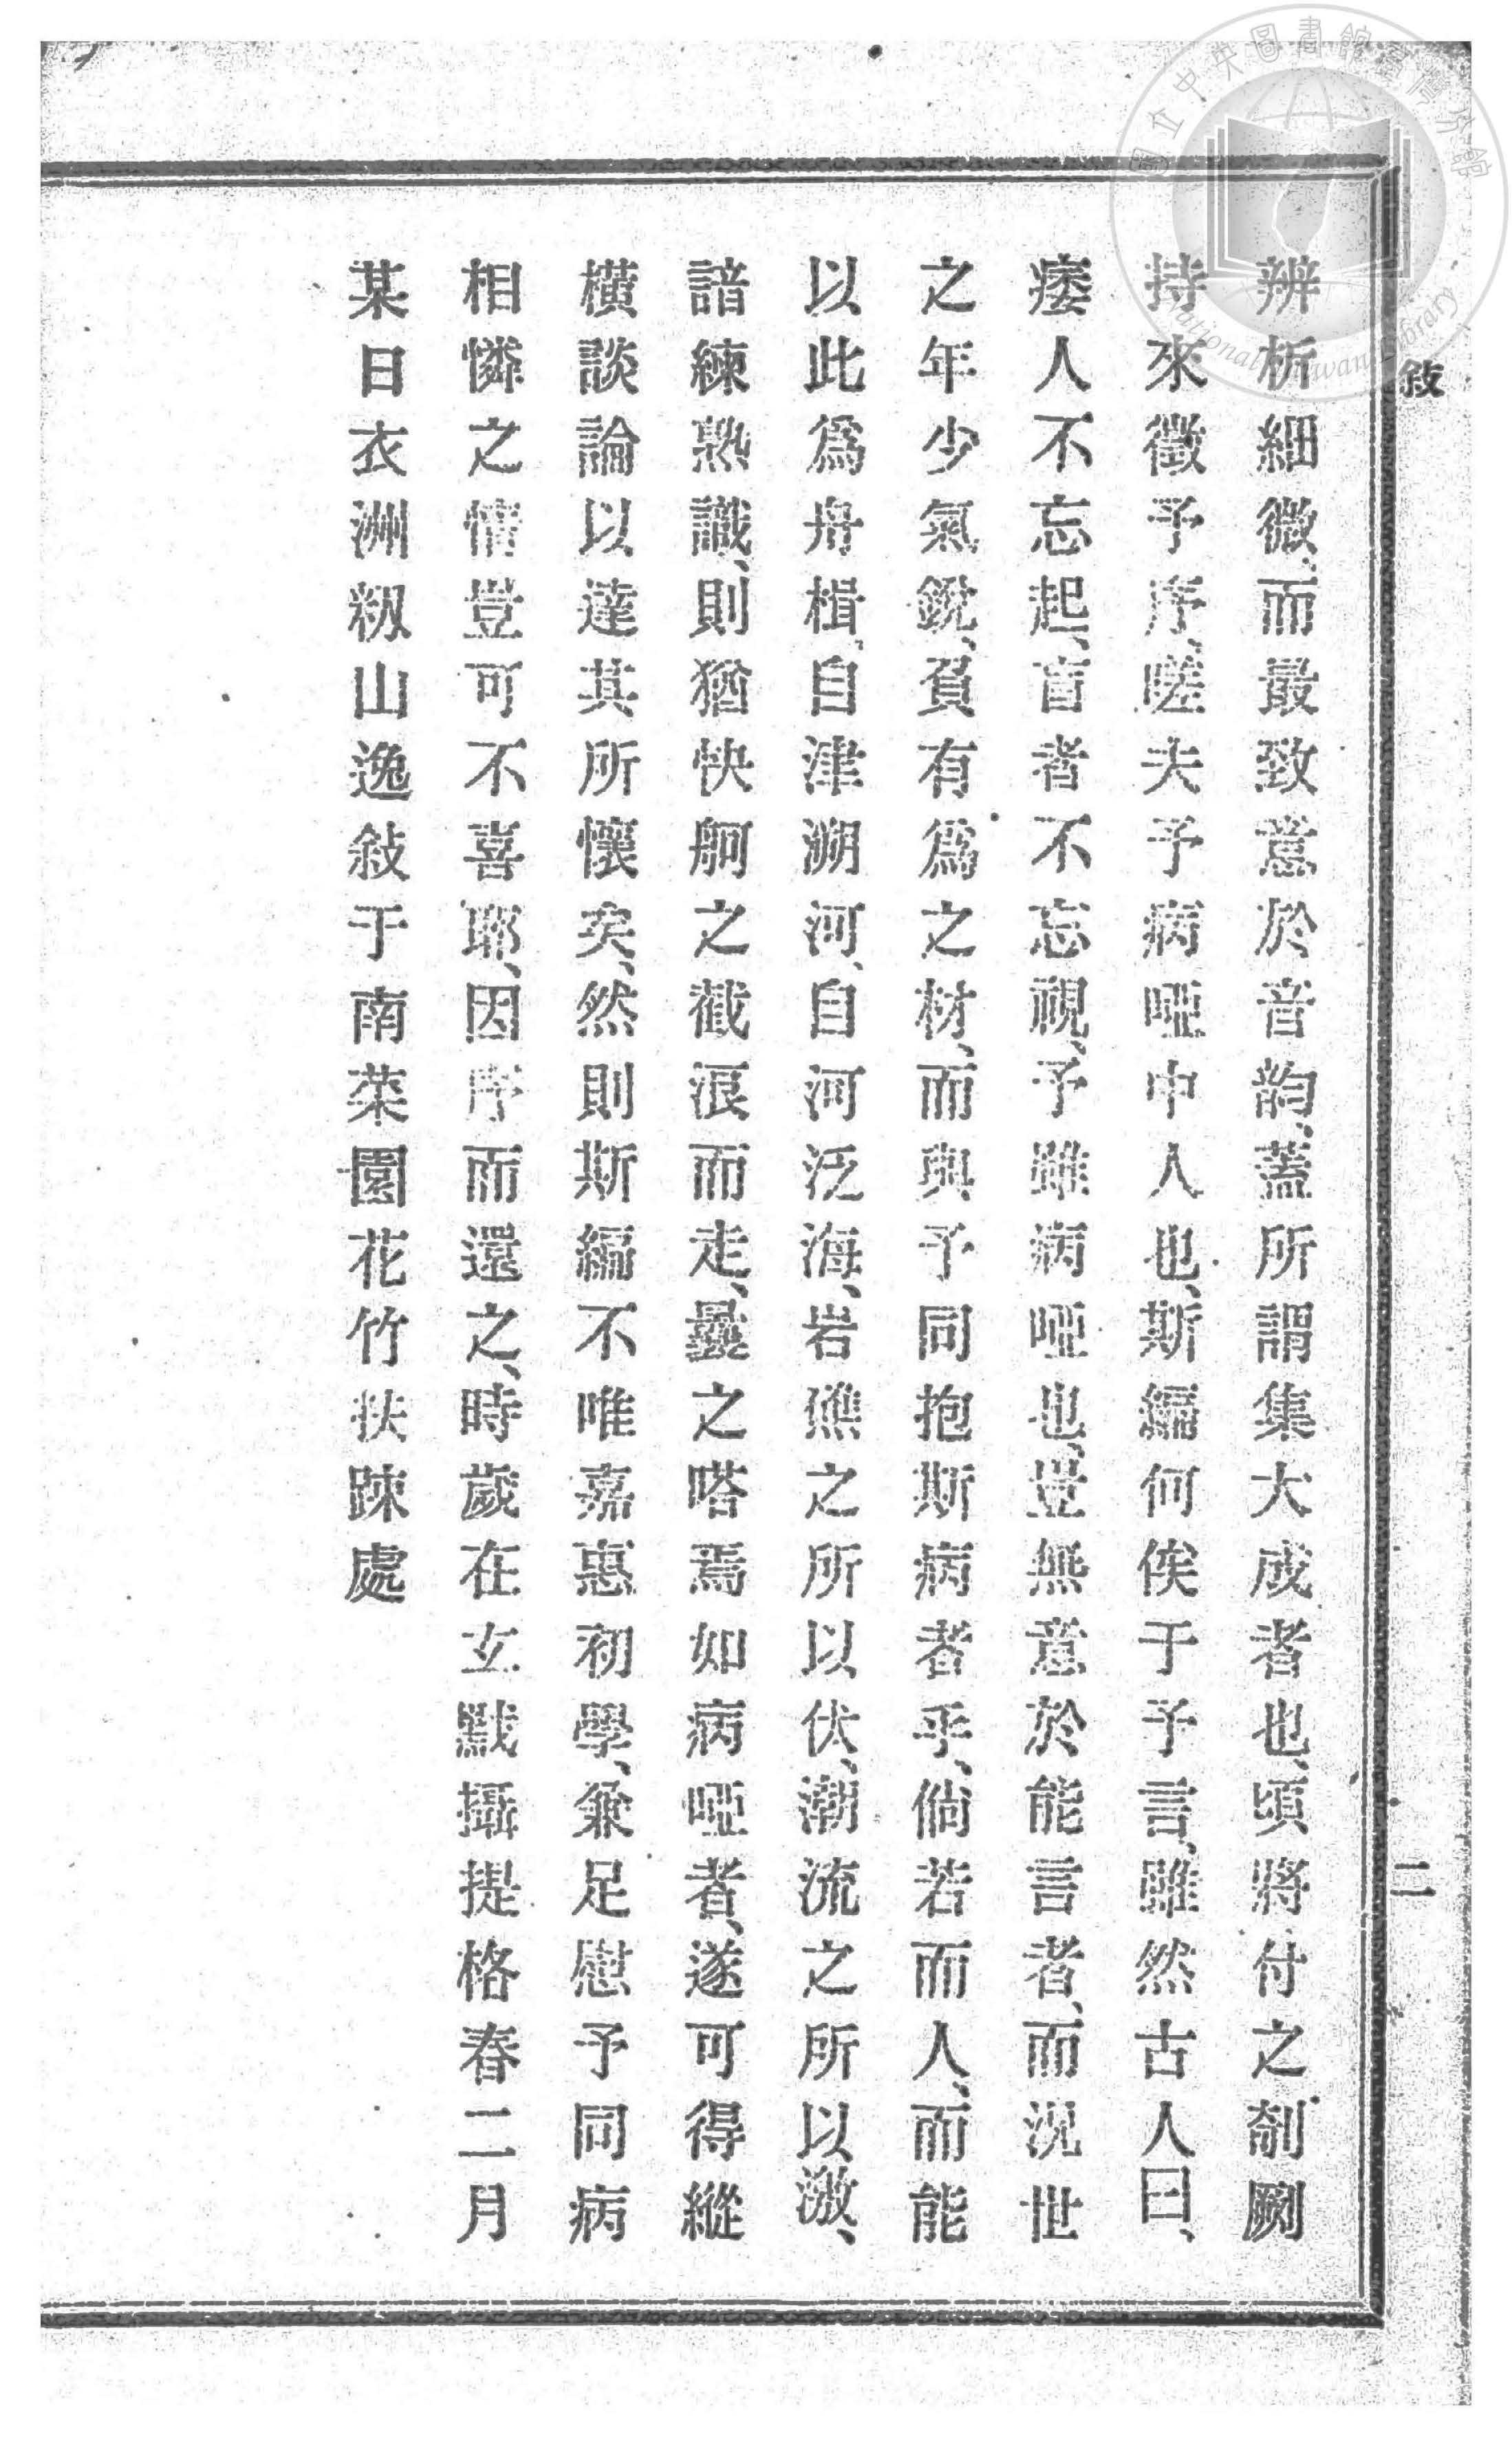 敍
二
辨析細微、而最致意於音韵、蓋所謂集大成者也、頃將付之剞劂
持來徵予序、嗟夫予病啞中人也、斯編何俟于予言、雖然古人曰、
痿人不忘起、盲者不忘視、予雖病啞也、豈無意於能言者、而況世
之年少氣銳、負有爲之材、而與予同抱斯病者乎、倘若而人、而能
以此爲舟楫、自津溯河、自河泛海、岩礁之所以伏、潮流之所以激、
諳練熟識、則猶快舸之截浪而走、曩之嗒焉如病啞者、遂可得縱
橫談論以達其所懷矣、然則斯編不唯嘉惠初學、兼足慰予同病
相憐之情豈可不喜耶、因序而還之、時歲在玄黓攝提格春二月
某日衣洲籾山逸敍于南菜園花竹扶踈處
國立中央圖書館臺灣分館
National Taiwan Library